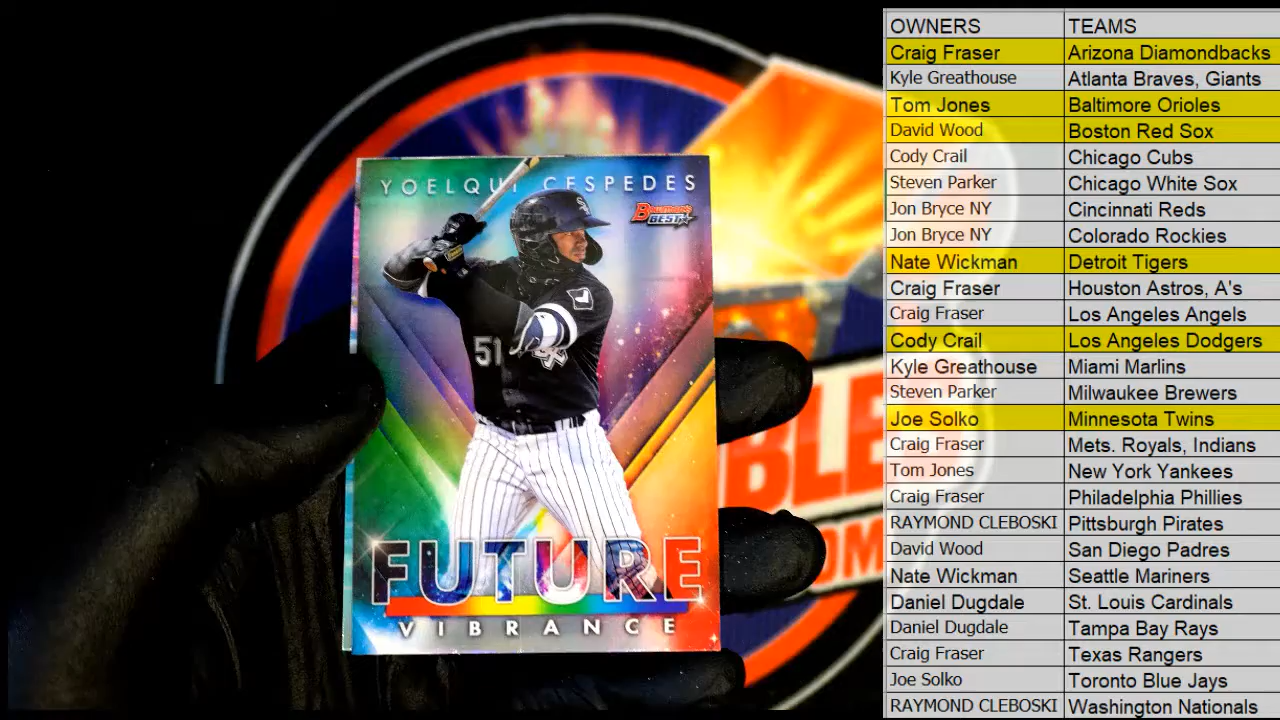 YOELQUI CESPEDES
BOWMAN'S
BEST
51
FUTURE
VIBRANCE
BLE
OM
OWNERS TEAMS
Craig Fraser Arizona Diamondbacks
Kyle Greathouse Atlanta Braves, Giants
Tom Jones Baltimore Orioles
David Wood Boston Red Sox
Cody Crail Chicago Cubs
Steven Parker Chicago White Sox
Jon Bryce NY Cincinnati Reds
Jon Bryce NY Colorado Rockies
Nate Wickman Detroit Tigers
Craig Fraser Houston Astros, A's
Craig Fraser Los Angeles Angels
Cody Crail Los Angeles Dodgers
Kyle Greathouse Miami Marlins
Steven Parker Milwaukee Brewers
Joe Solko Minnesota Twins
Craig Fraser Mets. Royals, Indians
Tom Jones New York Yankees
Craig Fraser Philadelphia Phillies
RAYMOND CLEBOSKI Pittsburgh Pirates
David Wood San Diego Padres
Nate Wickman Seattle Mariners
Daniel Dugdale St. Louis Cardinals
Daniel Dugdale Tampa Bay Rays
Craig Fraser Texas Rangers
Joe Solko Toronto Blue Jays
RAYMOND CLEBOSKI Washington Nationals